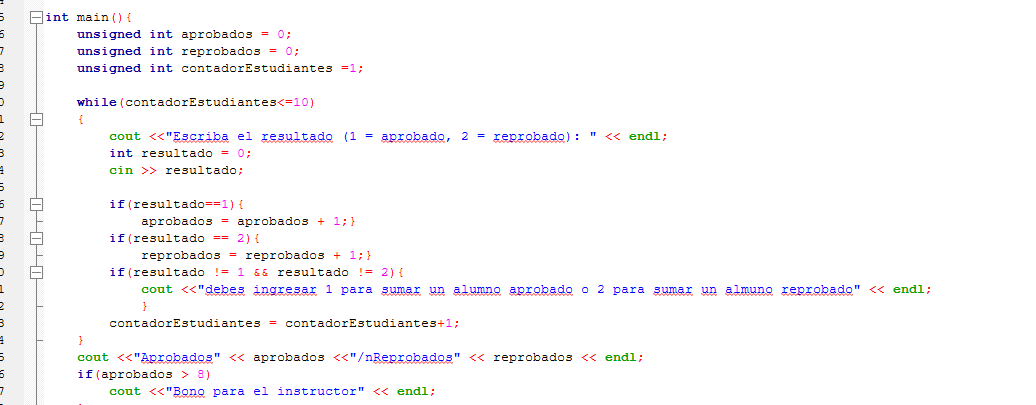 int main(){
unsigned int aprobados = 0;
unsigned int reprobados = 0;
unsigned int contadorEstudiantes =1;
while(contadorEstudiantes<=10)
{
cout <<"Escriba el resultado (1 = aprobado, 2 = reprobado): " << endl;
int resultado = 0;
cin >> resultado;
if(resultado==1){
aprobados = aprobados + 1;}
if(resultado == 2){
reprobados = reprobados + 1;}
if(resultado != 1 && resultado != 2){
cout <<"debes ingresar 1 para sumar un alumno aprobado o 2 para sumar un almuno reprobado" << endl;
}
contadorEstudiantes = contadorEstudiantes+1;
}
cout <<"Aprobados" << aprobados <<"/nReprobados" << reprobados << endl;
if(aprobados > 8)
cout <<"Bono para el instructor" << endl;